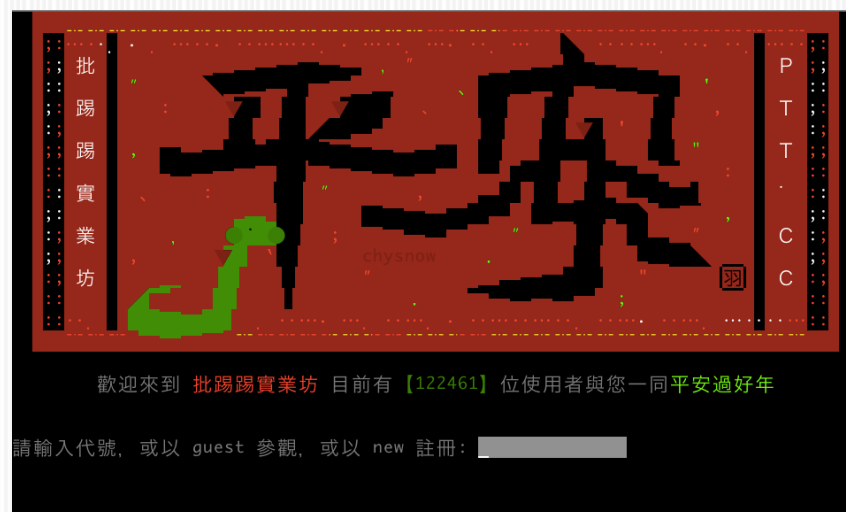 批踢踢實業坊
平安
PTT.CC
chysnow
羽
歡迎來到 批踢踢實業坊 目前有【122461】位使用者與您一同平安過好年
請輸入代號, 或以 guest 參觀, 或以 new 註冊: